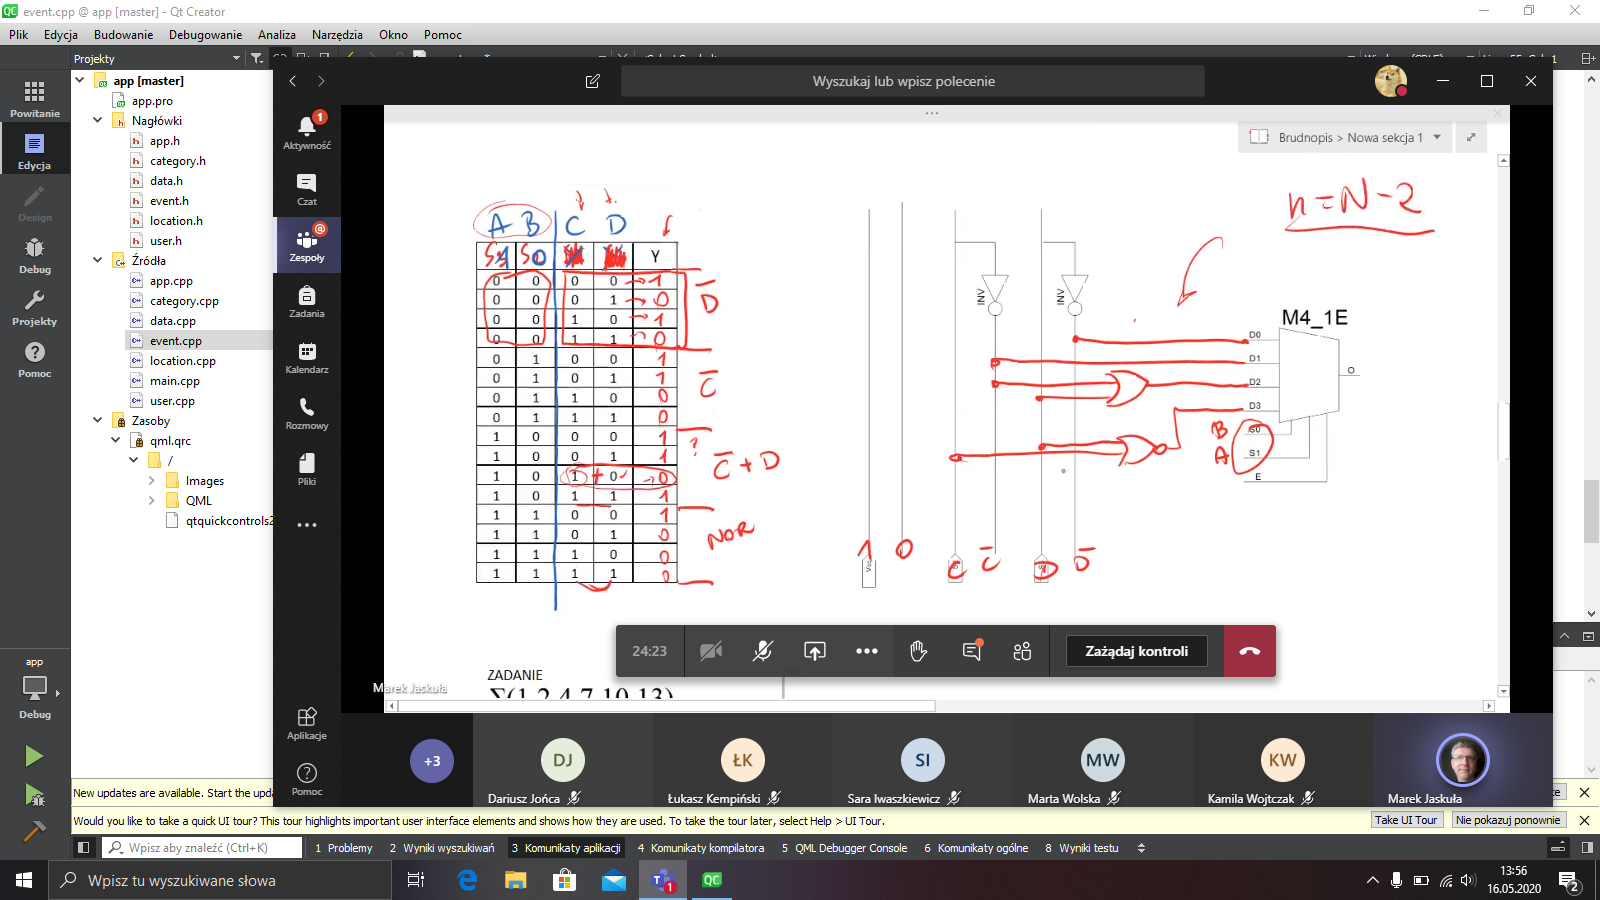 event.cpp @ app [master] - Qt Creator
Plik Edycja Budowanie Debugowanie Analiza Narzędzia Okno Pomoc
Projekty
Powitanie
Edycja
Design
Debug
Projekty
Pomoc
app
Debug
app [master]
app.pro
Nagłówki
app.h
category.h
data.h
event.h
location.h
user.h
Źródła
app.cpp
category.cpp
data.cpp
event.cpp
location.cpp
main.cpp
user.cpp
Zasoby
qml.qrc
/
Images
QML
qtquickcontrols2
Wyszukaj lub wpisz polecenie
1
Aktywność
Czat
@
Zespoły
Zadania
Kalendarz
Rozmowy
Pliki
Aplikacje
Pomoc
Brudnopis > Nowa sekcja 1
n = N - 2
A B C D
S1 S0 Y
0 0 0 0 → 1
0 0 0 1 → 0
0 0 1 0 → 1
0 0 1 1 → 0
D̅
0 1 0 0 1
0 1 0 1 1
0 1 1 0 0
0 1 1 1 0
C̅
1 0 0 0 1
1 0 0 1 1
1 0 1 + 0 → 0
1 0 1 1 1
?
C̅ + D
1 1 0 0 1
1 1 0 1 0
1 1 1 0 0
1 1 1 1 0
NOR
INV
INV
1 0 C C̅ D D̅
M4_1E
D0
D1
D2
D3
B S0
A S1
E
O
ZADANIE
Σ(1,2,4,7,10,13)
Marek Jaskuła
24:23
Zażądaj kontroli
+3
DJ
Dariusz Jońca
ŁK
Łukasz Kempiński
SI
Sara Iwaszkiewicz
MW
Marta Wolska
KW
Kamila Wojtczak
Marek Jaskuła
New updates are available. Start the upd
Would you like to take a quick UI tour? This tour highlights important user interface elements and shows how they are used. To take the tour later, select Help > UI Tour.
Take UI Tour
Nie pokazuj ponownie
Wpisz aby znaleźć (Ctrl+K)
1 Problemy
2 Wyniki wyszukiwań
3 Komunikaty aplikacji
4 Komunikaty kompilatora
5 QML Debugger Console
6 Komunikaty ogólne
8 Wyniki testu
Wpisz tu wyszukiwane słowa
1
QC
13:56
16.05.2020
2